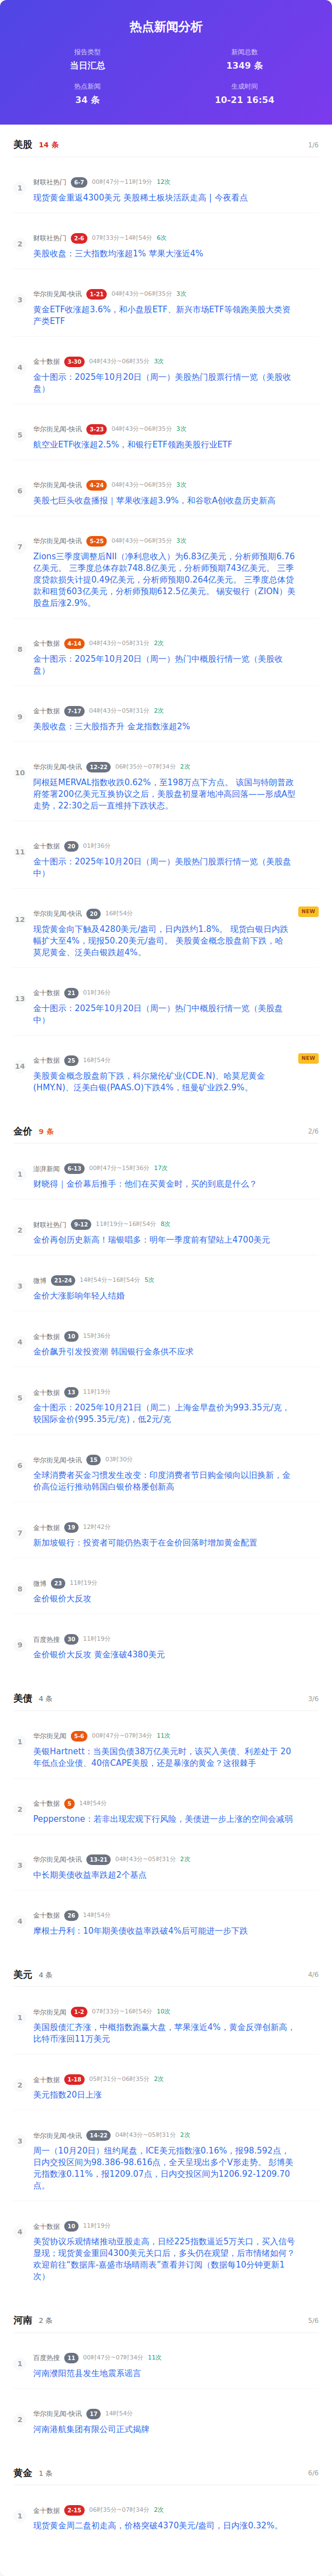 热点新闻分析
报告类型
当日汇总
新闻总数
1349 条
热点新闻
34 条
生成时间
10-21 16:54
美股 14 条 1/6
1 财联社热门 6-7 00时47分~11时19分 12次
现货黄金重返4300美元 美股稀土板块活跃走高 | 今夜看点
2 财联社热门 2-6 07时33分~14时54分 6次
美股收盘：三大指数均涨超1% 苹果大涨近4%
3 华尔街见闻-快讯 1-21 04时43分~06时35分 3次
黄金ETF收涨超3.6%，和小盘股ETF、新兴市场ETF等领跑美股大类资
产类ETF
4 金十数据 3-30 04时43分~06时35分 3次
金十图示：2025年10月20日（周一）美股热门股票行情一览（美股收
盘）
5 华尔街见闻-快讯 3-23 04时43分~06时35分 3次
航空业ETF收涨超2.5%，和银行ETF领跑美股行业ETF
6 华尔街见闻-快讯 4-24 04时43分~06时35分 3次
美股七巨头收盘播报 | 苹果收涨超3.9%，和谷歌A创收盘历史新高
7 华尔街见闻-快讯 5-25 04时43分~06时35分 3次
Zions三季度调整后NII（净利息收入）为6.83亿美元，分析师预期6.76
亿美元。 三季度总体存款748.8亿美元，分析师预期743亿美元。 三季
度贷款损失计提0.49亿美元，分析师预期0.264亿美元。 三季度总体贷
款和租赁603亿美元，分析师预期612.5亿美元。 锡安银行（ZION）美
股盘后涨2.9%。
8 金十数据 4-14 04时43分~05时31分 2次
金十图示：2025年10月20日（周一）热门中概股行情一览（美股收
盘）
9 金十数据 7-17 04时43分~05时31分 2次
美股收盘：三大股指齐升 金龙指数涨超2%
10 华尔街见闻-快讯 12-22 06时35分~07时34分 2次
阿根廷MERVAL指数收跌0.62%，至198万点下方点。 该国与特朗普政
府签署200亿美元互换协议之后，美股盘初显著地冲高回落——形成A型
走势，22:30之后一直维持下跌状态。
11 金十数据 20 01时36分
金十图示：2025年10月20日（周一）美股热门股票行情一览（美股盘
中）
12 华尔街见闻-快讯 20 16时54分 NEW
现货黄金向下触及4280美元/盎司，日内跌约1.8%。 现货白银日内跌
幅扩大至4%，现报50.20美元/盎司。 美股黄金概念股盘前下跌，哈
莫尼黄金、泛美白银跌超4%。
13 金十数据 21 01时36分
金十图示：2025年10月20日（周一）热门中概股行情一览（美股盘
中）
14 金十数据 25 16时54分 NEW
美股黄金概念股盘前下跌，科尔黛伦矿业(CDE.N)、哈莫尼黄金
(HMY.N)、泛美白银(PAAS.O)下跌4%，纽曼矿业跌2.9%。
金价 9 条 2/6
1 澎湃新闻 6-13 00时47分~15时36分 17次
财晓得｜金价幕后推手：他们在买黄金时，买的到底是什么？
2 财联社热门 9-12 11时19分~16时54分 8次
金价再创历史新高！瑞银唱多：明年一季度前有望站上4700美元
3 微博 21-24 14时54分~16时54分 5次
金价大涨影响年轻人结婚
4 金十数据 10 15时36分
金价飙升引发投资潮 韩国银行金条供不应求
5 金十数据 13 11时19分
金十图示：2025年10月21日（周二）上海金早盘价为993.35元/克，
较国际金价(995.35元/克)，低2元/克
6 华尔街见闻-快讯 15 03时30分
全球消费者买金习惯发生改变：印度消费者节日购金倾向以旧换新，金
价高位运行推动韩国白银价格屡创新高
7 金十数据 19 12时42分
新加坡银行：投资者可能仍热衷于在金价回落时增加黄金配置
8 微博 23 11时19分
金价银价大反攻
9 百度热搜 30 11时19分
金价银价大反攻 黄金涨破4380美元
美债 4 条 3/6
1 华尔街见闻 5-6 00时47分~07时34分 11次
美银Hartnett：当美国负债38万亿美元时，该买入美债、利差处于 20
年低点企业债、40倍CAPE美股，还是暴涨的黄金？这很棘手
2 金十数据 5 14时54分
Pepperstone：若非出现宏观下行风险，美债进一步上涨的空间会减弱
3 华尔街见闻-快讯 13-21 04时43分~05时31分 2次
中长期美债收益率跌超2个基点
4 金十数据 26 14时54分
摩根士丹利：10年期美债收益率跌破4%后可能进一步下跌
美元 4 条 4/6
1 华尔街见闻 1-2 07时33分~16时54分 10次
美国股债汇齐涨，中概指数跑赢大盘，苹果涨近4%，黄金反弹创新高，
比特币涨回11万美元
2 金十数据 1-18 05时31分~06时35分 2次
美元指数20日上涨
3 华尔街见闻-快讯 14-22 04时43分~05时31分 2次
周一（10月20日）纽约尾盘，ICE美元指数涨0.16%，报98.592点，
日内交投区间为98.386-98.616点，全天呈现出多个V形走势。 彭博美
元指数涨0.11%，报1209.07点，日内交投区间为1206.92-1209.70
点。
4 金十数据 10 11时19分
美贸协议乐观情绪推动亚股走高，日经225指数逼近5万关口，买入信号
显现；现货黄金重回4300美元关口后，多头仍在观望，后市情绪如何？
欢迎前往“数据库-嘉盛市场晴雨表”查看并订阅（数据每10分钟更新1
次）
河南 2 条 5/6
1 百度热搜 11 00时47分~07时34分 11次
河南濮阳范县发生地震系谣言
2 华尔街见闻-快讯 17 14时54分
河南港航集团有限公司正式揭牌
黄金 1 条 6/6
1 金十数据 2-15 06时35分~07时34分 2次
现货黄金周二盘初走高，价格突破4370美元/盎司，日内涨0.32%。